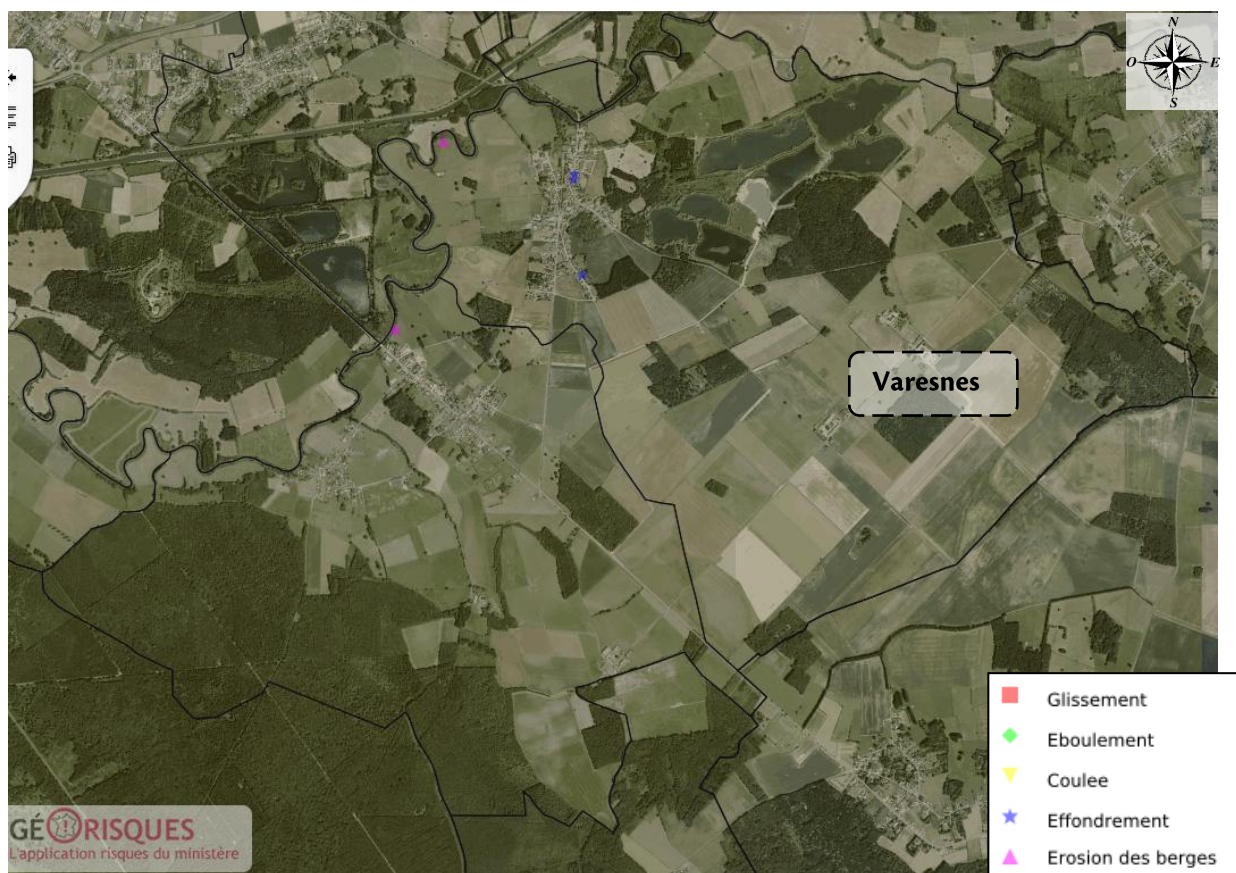 N
O
E
S
Varesnes
Glissement
Eboulement
Coulee
Effondrement
Erosion des berges
GÉORISQUES
L'application risques du ministère